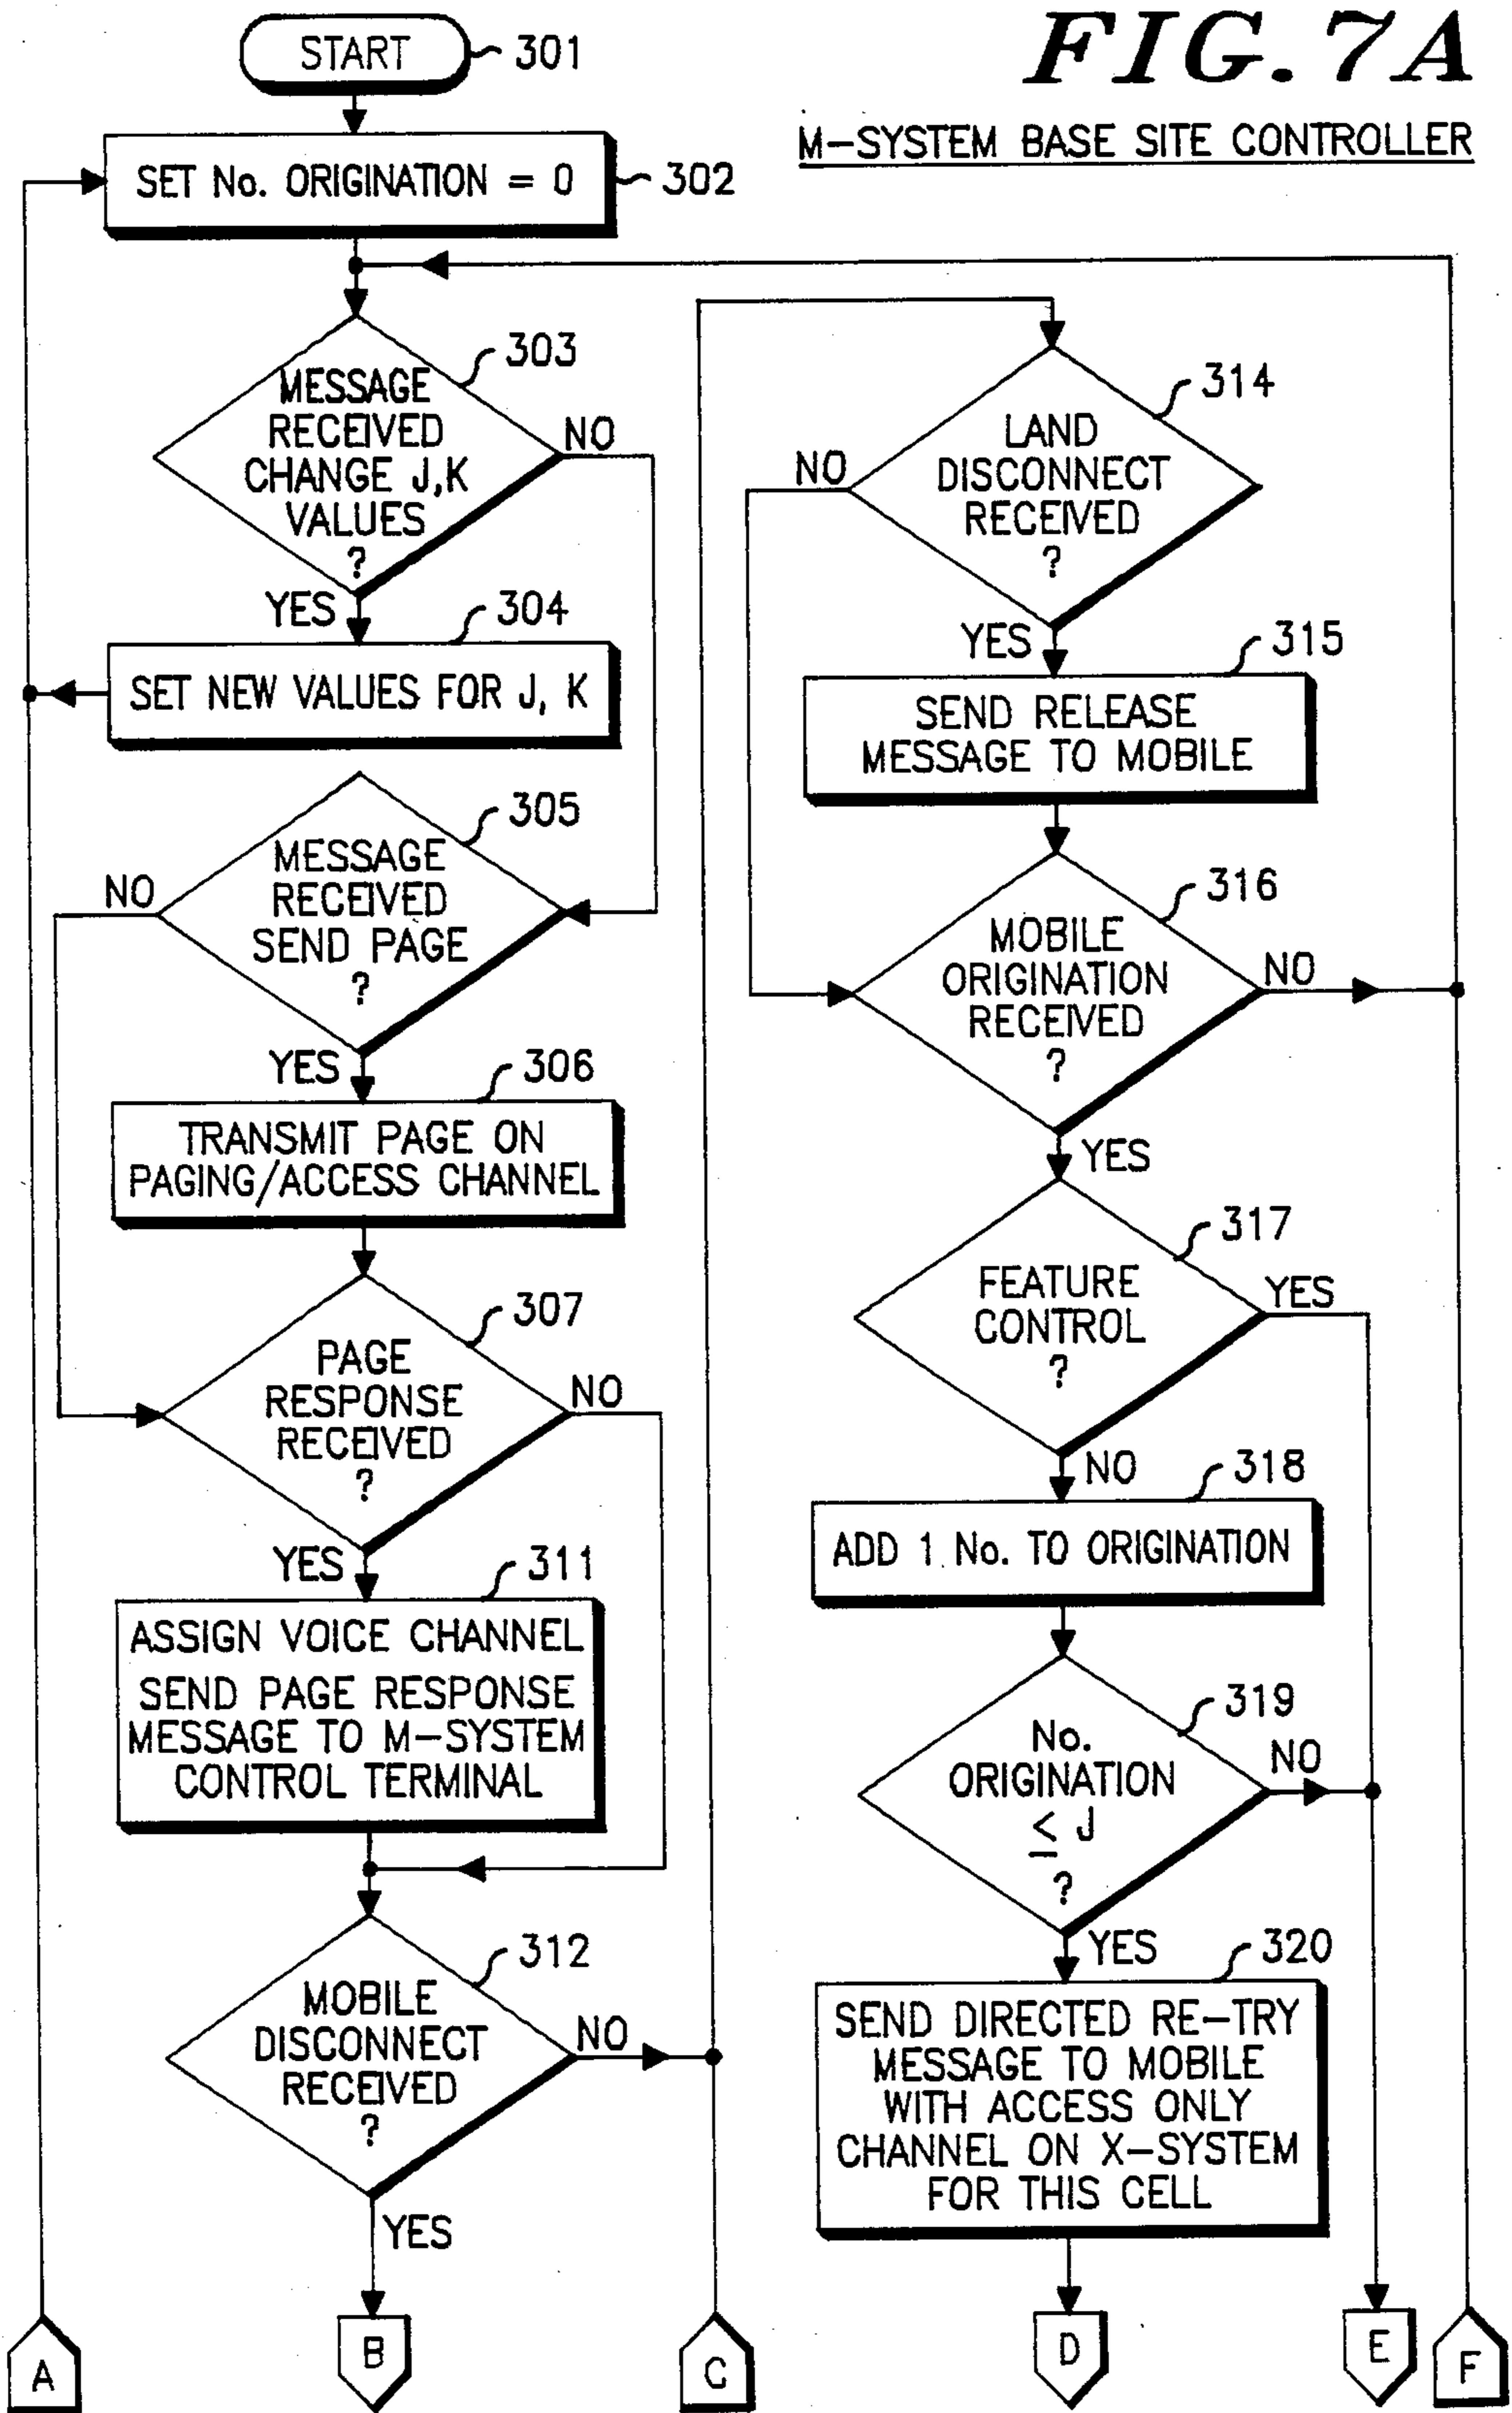 FIG. 7A
M-SYSTEM BASE SITE CONTROLLER
START
301
SET No. ORIGINATION = 0
302
303
MESSAGE
RECEIVED
CHANGE J,K
VALUES
?
NO
YES
304
SET NEW VALUES FOR J, K
305
MESSAGE
RECEIVED
SEND PAGE
?
NO
YES
306
TRANSMIT PAGE ON
PAGING/ACCESS CHANNEL
307
PAGE
RESPONSE
RECEIVED
?
NO
YES
311
ASSIGN VOICE CHANNEL
SEND PAGE RESPONSE
MESSAGE TO M-SYSTEM
CONTROL TERMINAL
312
MOBILE
DISCONNECT
RECEIVED
?
NO
YES
314
LAND
DISCONNECT
RECEIVED
?
NO
YES
315
SEND RELEASE
MESSAGE TO MOBILE
316
MOBILE
ORIGINATION
RECEIVED
?
NO
YES
317
FEATURE
CONTROL
?
YES
NO
318
ADD 1 No. TO ORIGINATION
319
No.
ORIGINATION
≤ J
?
NO
YES
320
SEND DIRECTED RE-TRY
MESSAGE TO MOBILE
WITH ACCESS ONLY
CHANNEL ON X-SYSTEM
FOR THIS CELL
A
B
C
D
E
F